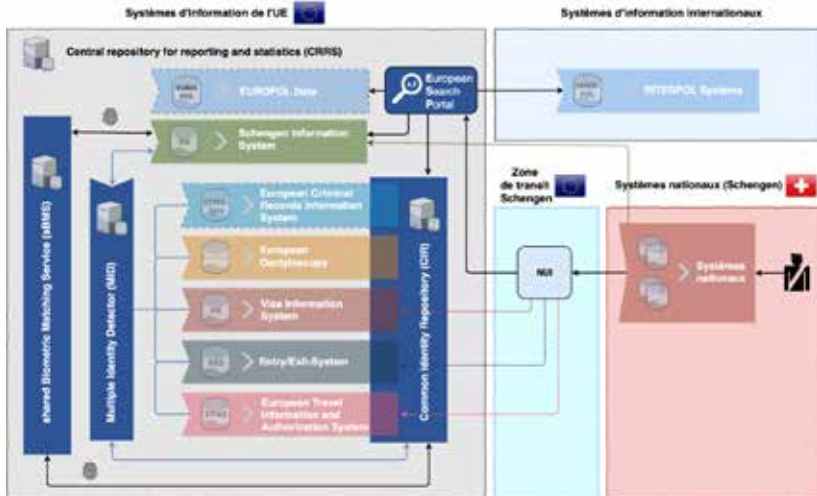 Systèmes d'information de l'UE
Systèmes d'information internationaux
Central repository for reporting and statistics (CRRS)
EUROPOL Data
European
Search
Portal
INTERPOL Systems
Schengen Information
System
Zone
de transit
Schengen
Systèmes nationaux (Schengen)
shared Biometric Matching Service (sBMS)
Multiple Identity Detector (MID)
European Criminal
Records Information
System
European
Dactyloscopy
Visa Information
System
Entry/Exit-System
European Travel
Information and
Authorization System
Common Identity Repository (CIR)
NUI
Systèmes
nationaux